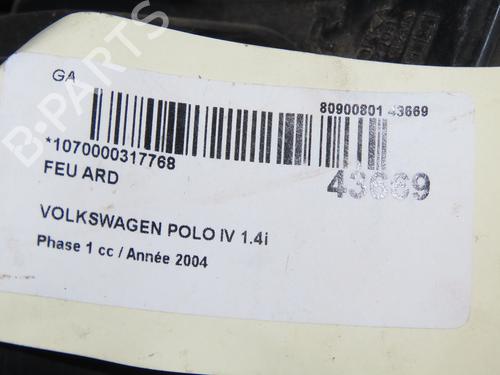 GA
80900801 43669
*1070000317768
FEU ARD
43669
VOLKSWAGEN POLO IV 1.4i
Phase 1 cc / Année 2004
B-PARTS